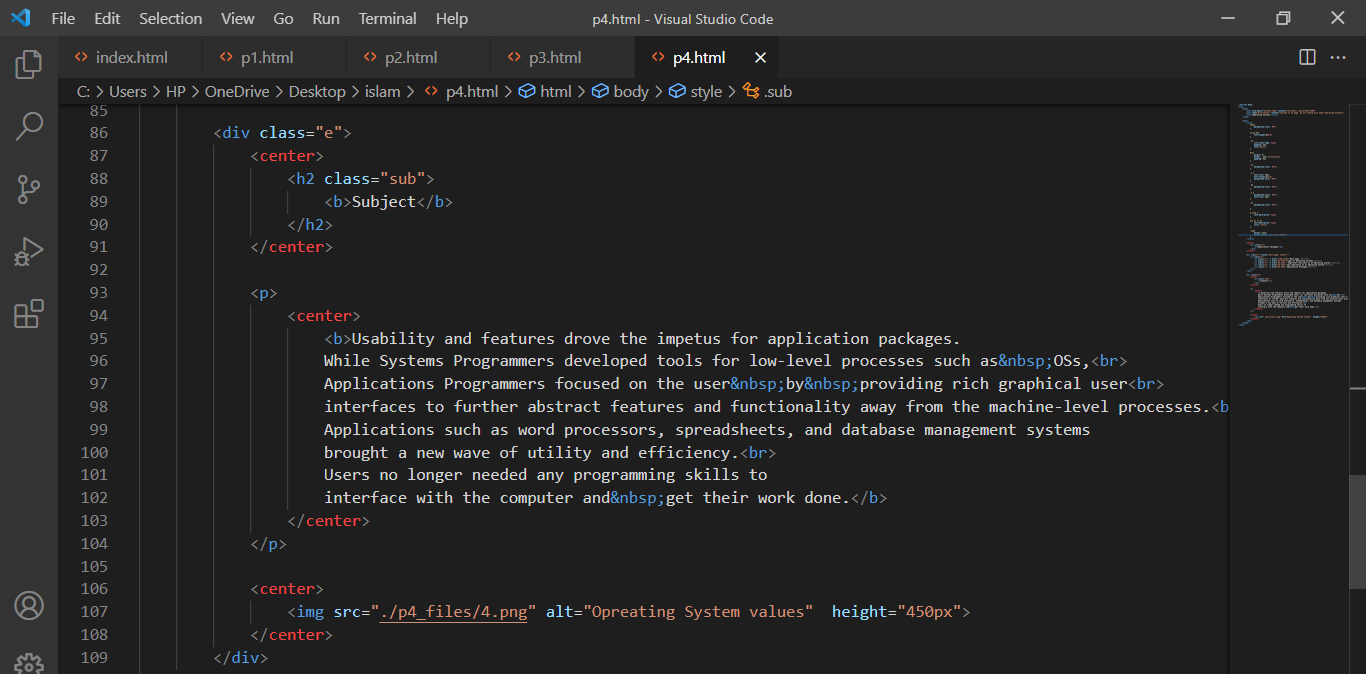 File Edit Selection View Go Run Terminal Help p4.html - Visual Studio Code
index.html p1.html p2.html p3.html p4.html
C: > Users > HP > OneDrive > Desktop > islam > p4.html > html > body > style > .sub
85
86 <div class="e">
87 <center>
88 <h2 class="sub">
89 <b>Subject</b>
90 </h2>
91 </center>
92
93 <p>
94 <center>
95 <b>Usability and features drove the impetus for application packages.
96 While Systems Programmers developed tools for low-level processes such as&nbsp;OSs,<br>
97 Applications Programmers focused on the user&nbsp;by&nbsp;providing rich graphical user<br>
98 interfaces to further abstract features and functionality away from the machine-level processes.<b
99 Applications such as word processors, spreadsheets, and database management systems
100 brought a new wave of utility and efficiency.<br>
101 Users no longer needed any programming skills to
102 interface with the computer and&nbsp;get their work done.</b>
103 </center>
104 </p>
105
106 <center>
107 <img src="./p4_files/4.png" alt="Opreating System values"  height="450px">
108 </center>
109 </div>